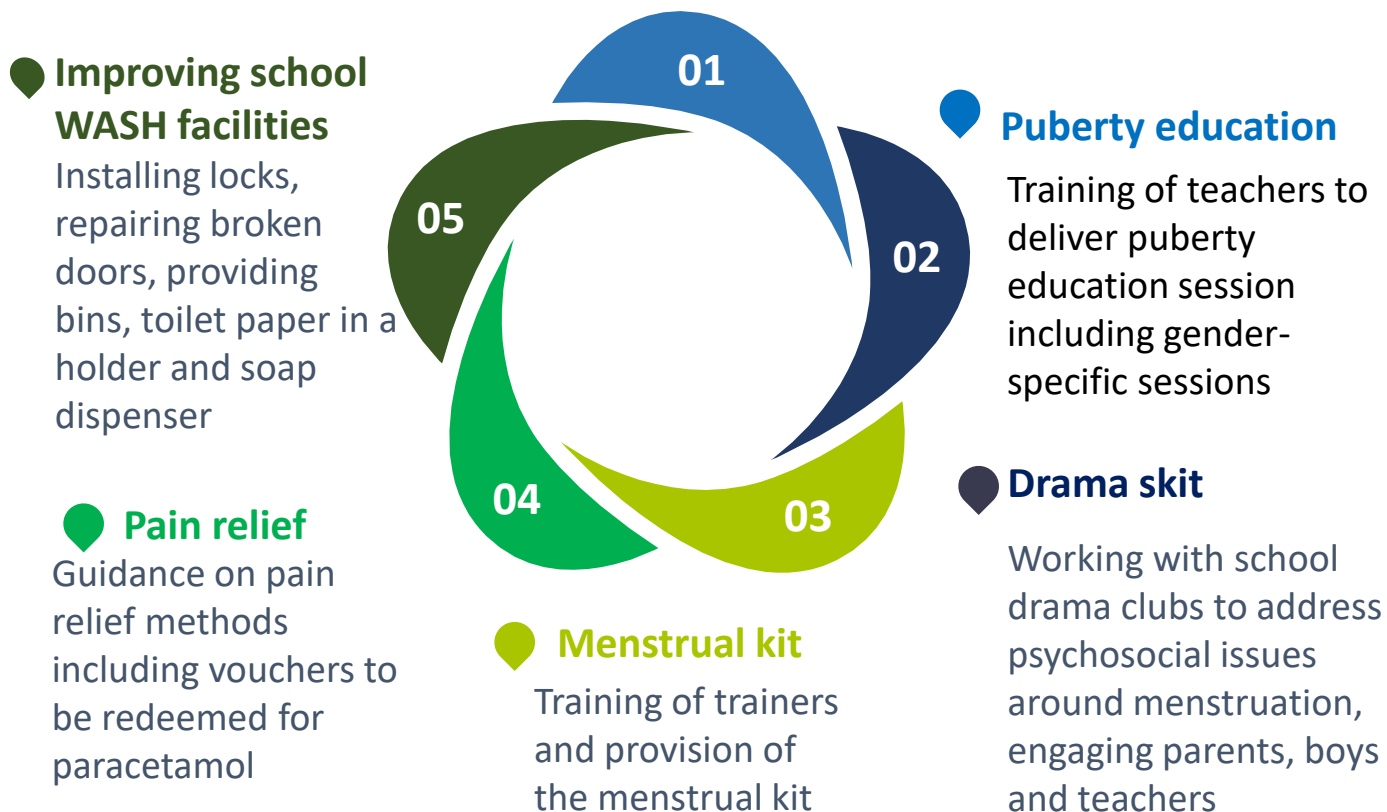 01
02
03
04
05
Puberty education
Training of teachers to
deliver puberty
education session
including gender-
specific sessions
Drama skit
Working with school
drama clubs to address
psychosocial issues
around menstruation,
engaging parents, boys
and teachers
Menstrual kit
Training of trainers
and provision of
the menstrual kit
Pain relief
Guidance on pain
relief methods
including vouchers to
be redeemed for
paracetamol
Improving school
WASH facilities
Installing locks,
repairing broken
doors, providing
bins, toilet paper in a
holder and soap
dispenser